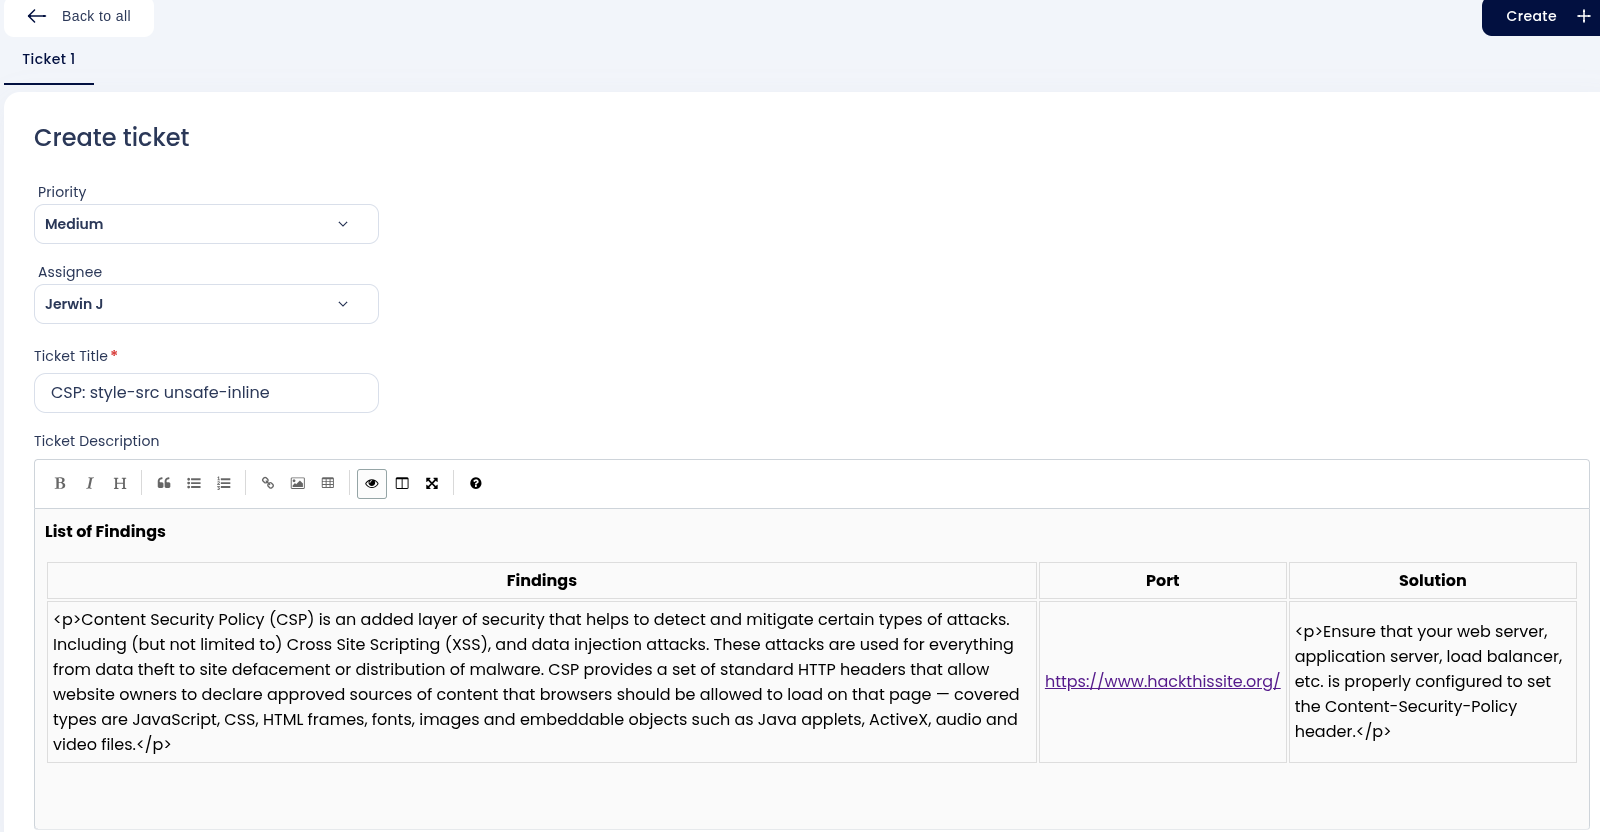 Back to all
Create
Ticket 1
Create ticket
Priority
Medium
Assignee
Jerwin J
Ticket Title*
CSP: style-src unsafe-inline
Ticket Description
B I H
List of Findings
Findings Port Solution
<p>Content Security Policy (CSP) is an added layer of security that helps to detect and mitigate certain types of attacks.
Including (but not limited to) Cross Site Scripting (XSS), and data injection attacks. These attacks are used for everything
from data theft to site defacement or distribution of malware. CSP provides a set of standard HTTP headers that allow
website owners to declare approved sources of content that browsers should be allowed to load on that page — covered
types are JavaScript, CSS, HTML frames, fonts, images and embeddable objects such as Java applets, ActiveX, audio and
video files.</p>
https://www.hackthissite.org/
<p>Ensure that your web server,
application server, load balancer,
etc. is properly configured to set
the Content-Security-Policy
header.</p>